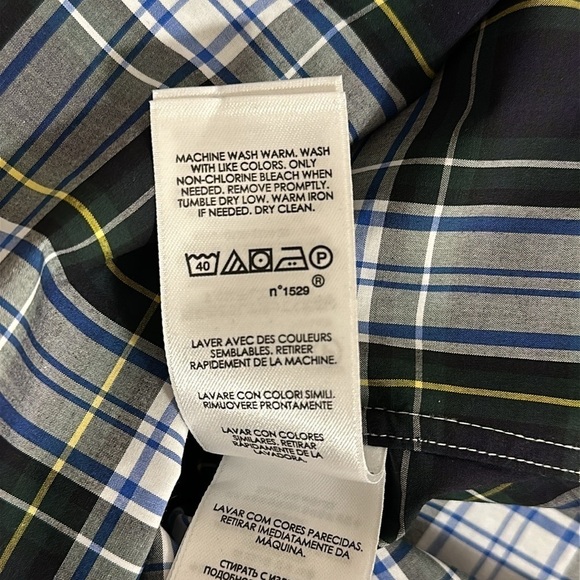 MACHINE WASH WARM. WASH
WITH LIKE COLORS. ONLY
NON-CHLORINE BLEACH WHEN
NEEDED. REMOVE PROMPTLY.
TUMBLE DRY LOW. WARM IRON
IF NEEDED. DRY CLEAN.
40 P
n°1529 ®
LAVER AVEC DES COULEURS
SEMBLABLES. RETIRER
RAPIDEMENT DE LA MACHINE.
LAVARE CON COLORI SIMILI.
RIMUOVERE PRONTAMENTE
LAVAR CON COLORES
SIMILARES. RETIRAR
RAPIDAMENTE DE LA
LAVADORA.
LAVAR COM CORES PARECIDAS.
RETIRAR IMEDIATAMENTE DA
MÁQUINA.
СТИРАТЬ С